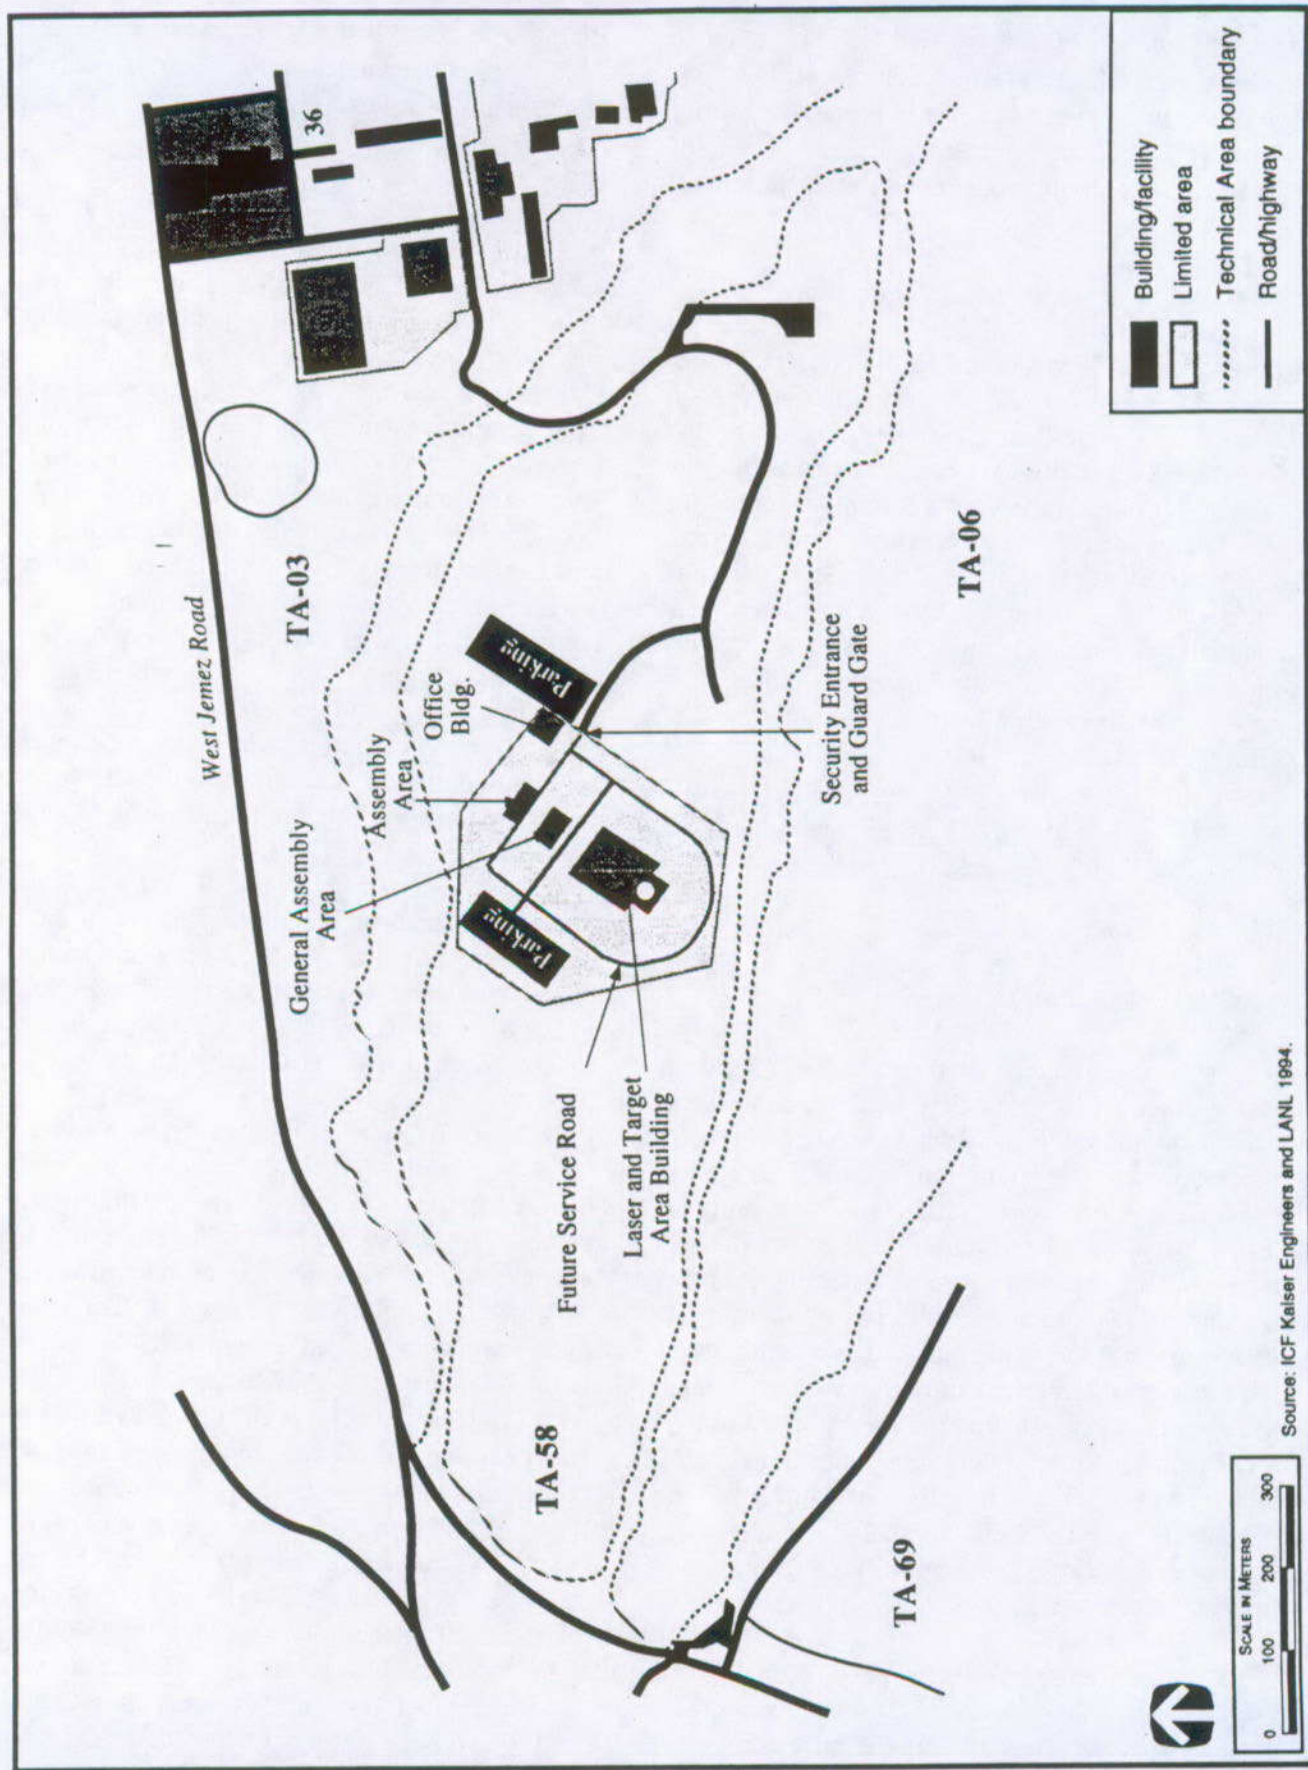 West Jemez Road
TA-03
36
General Assembly
Area
Assembly
Area
Office
Bldg.
Parking
Parking
Future Service Road
Laser and Target
Area Building
Security Entrance
and Guard Gate
TA-58
TA-06
TA-69
Building/facility
Limited area
Technical Area boundary
Road/highway
SCALE IN METERS
0 100 200 300
Source: ICF Kaiser Engineers and LANL 1994.